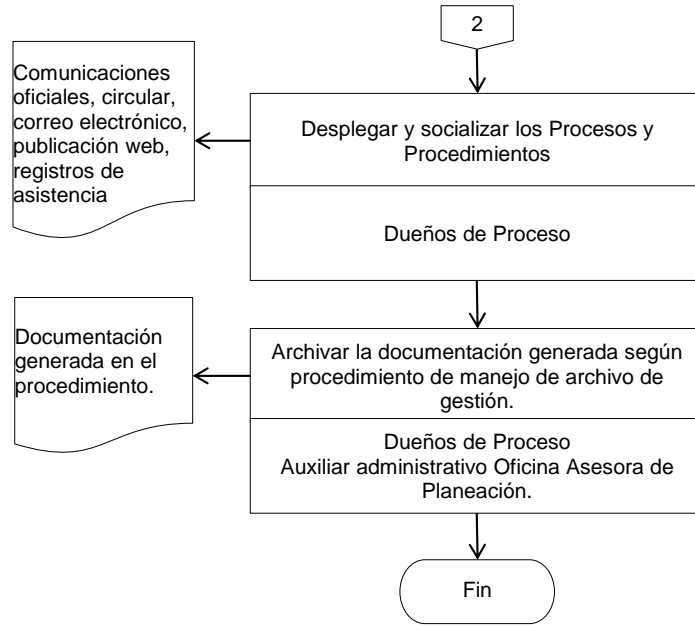 2
Comunicaciones
oficiales, circular,
correo electrónico,
publicación web,
registros de
asistencia
Desplegar y socializar los Procesos y
Procedimientos
Dueños de Proceso
Documentación
generada en el
procedimiento.
Archivar la documentación generada según
procedimiento de manejo de archivo de
gestión.
Dueños de Proceso
Auxiliar administrativo Oficina Asesora de
Planeación.
Fin